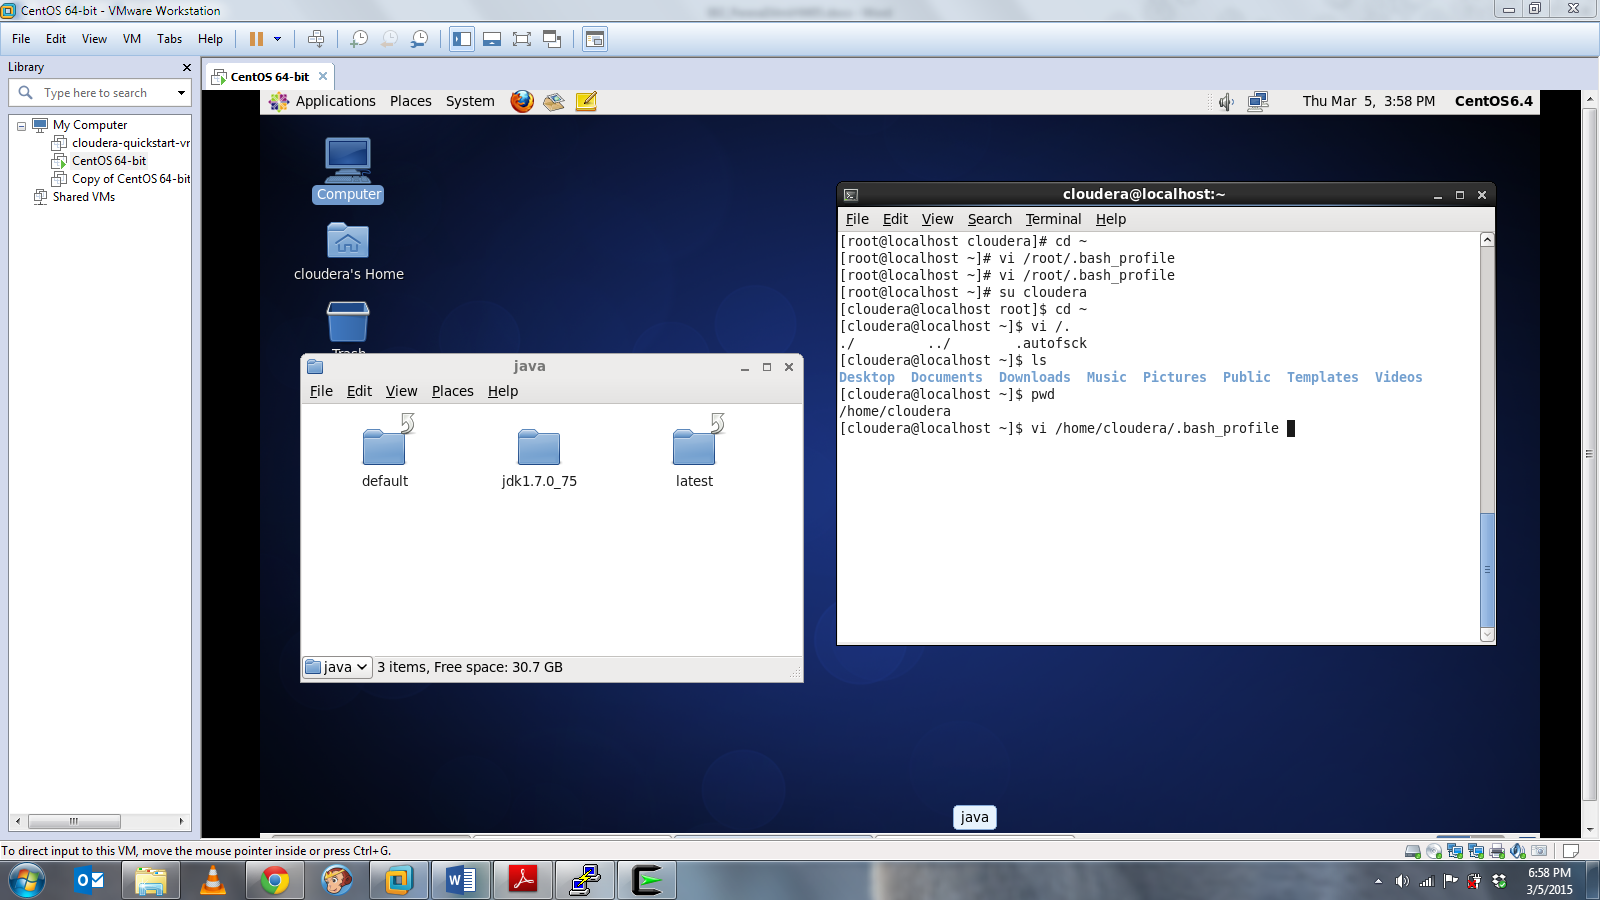 CentOS 64-bit - VMware Workstation
File Edit View VM Tabs Help
Library
Type here to search
My Computer
cloudera-quickstart-vr
CentOS 64-bit
Copy of CentOS 64-bit
Shared VMs
CentOS 64-bit
Applications Places System
Thu Mar 5, 3:58 PM CentOS6.4
Computer
cloudera's Home
Trash
java
File Edit View Places Help
default
jdk1.7.0_75
latest
java 3 items, Free space: 30.7 GB
cloudera@localhost:~
File Edit View Search Terminal Help
[root@localhost cloudera]# cd ~
[root@localhost ~]# vi /root/.bash_profile
[root@localhost ~]# vi /root/.bash_profile
[root@localhost ~]# su cloudera
[cloudera@localhost root]$ cd ~
[cloudera@localhost ~]$ vi /.
./ ../ .autofsck
[cloudera@localhost ~]$ ls
Desktop Documents Downloads Music Pictures Public Templates Videos
[cloudera@localhost ~]$ pwd
/home/cloudera
[cloudera@localhost ~]$ vi /home/cloudera/.bash_profile
java
To direct input to this VM, move the mouse pointer inside or press Ctrl+G.
6:58 PM
3/5/2015